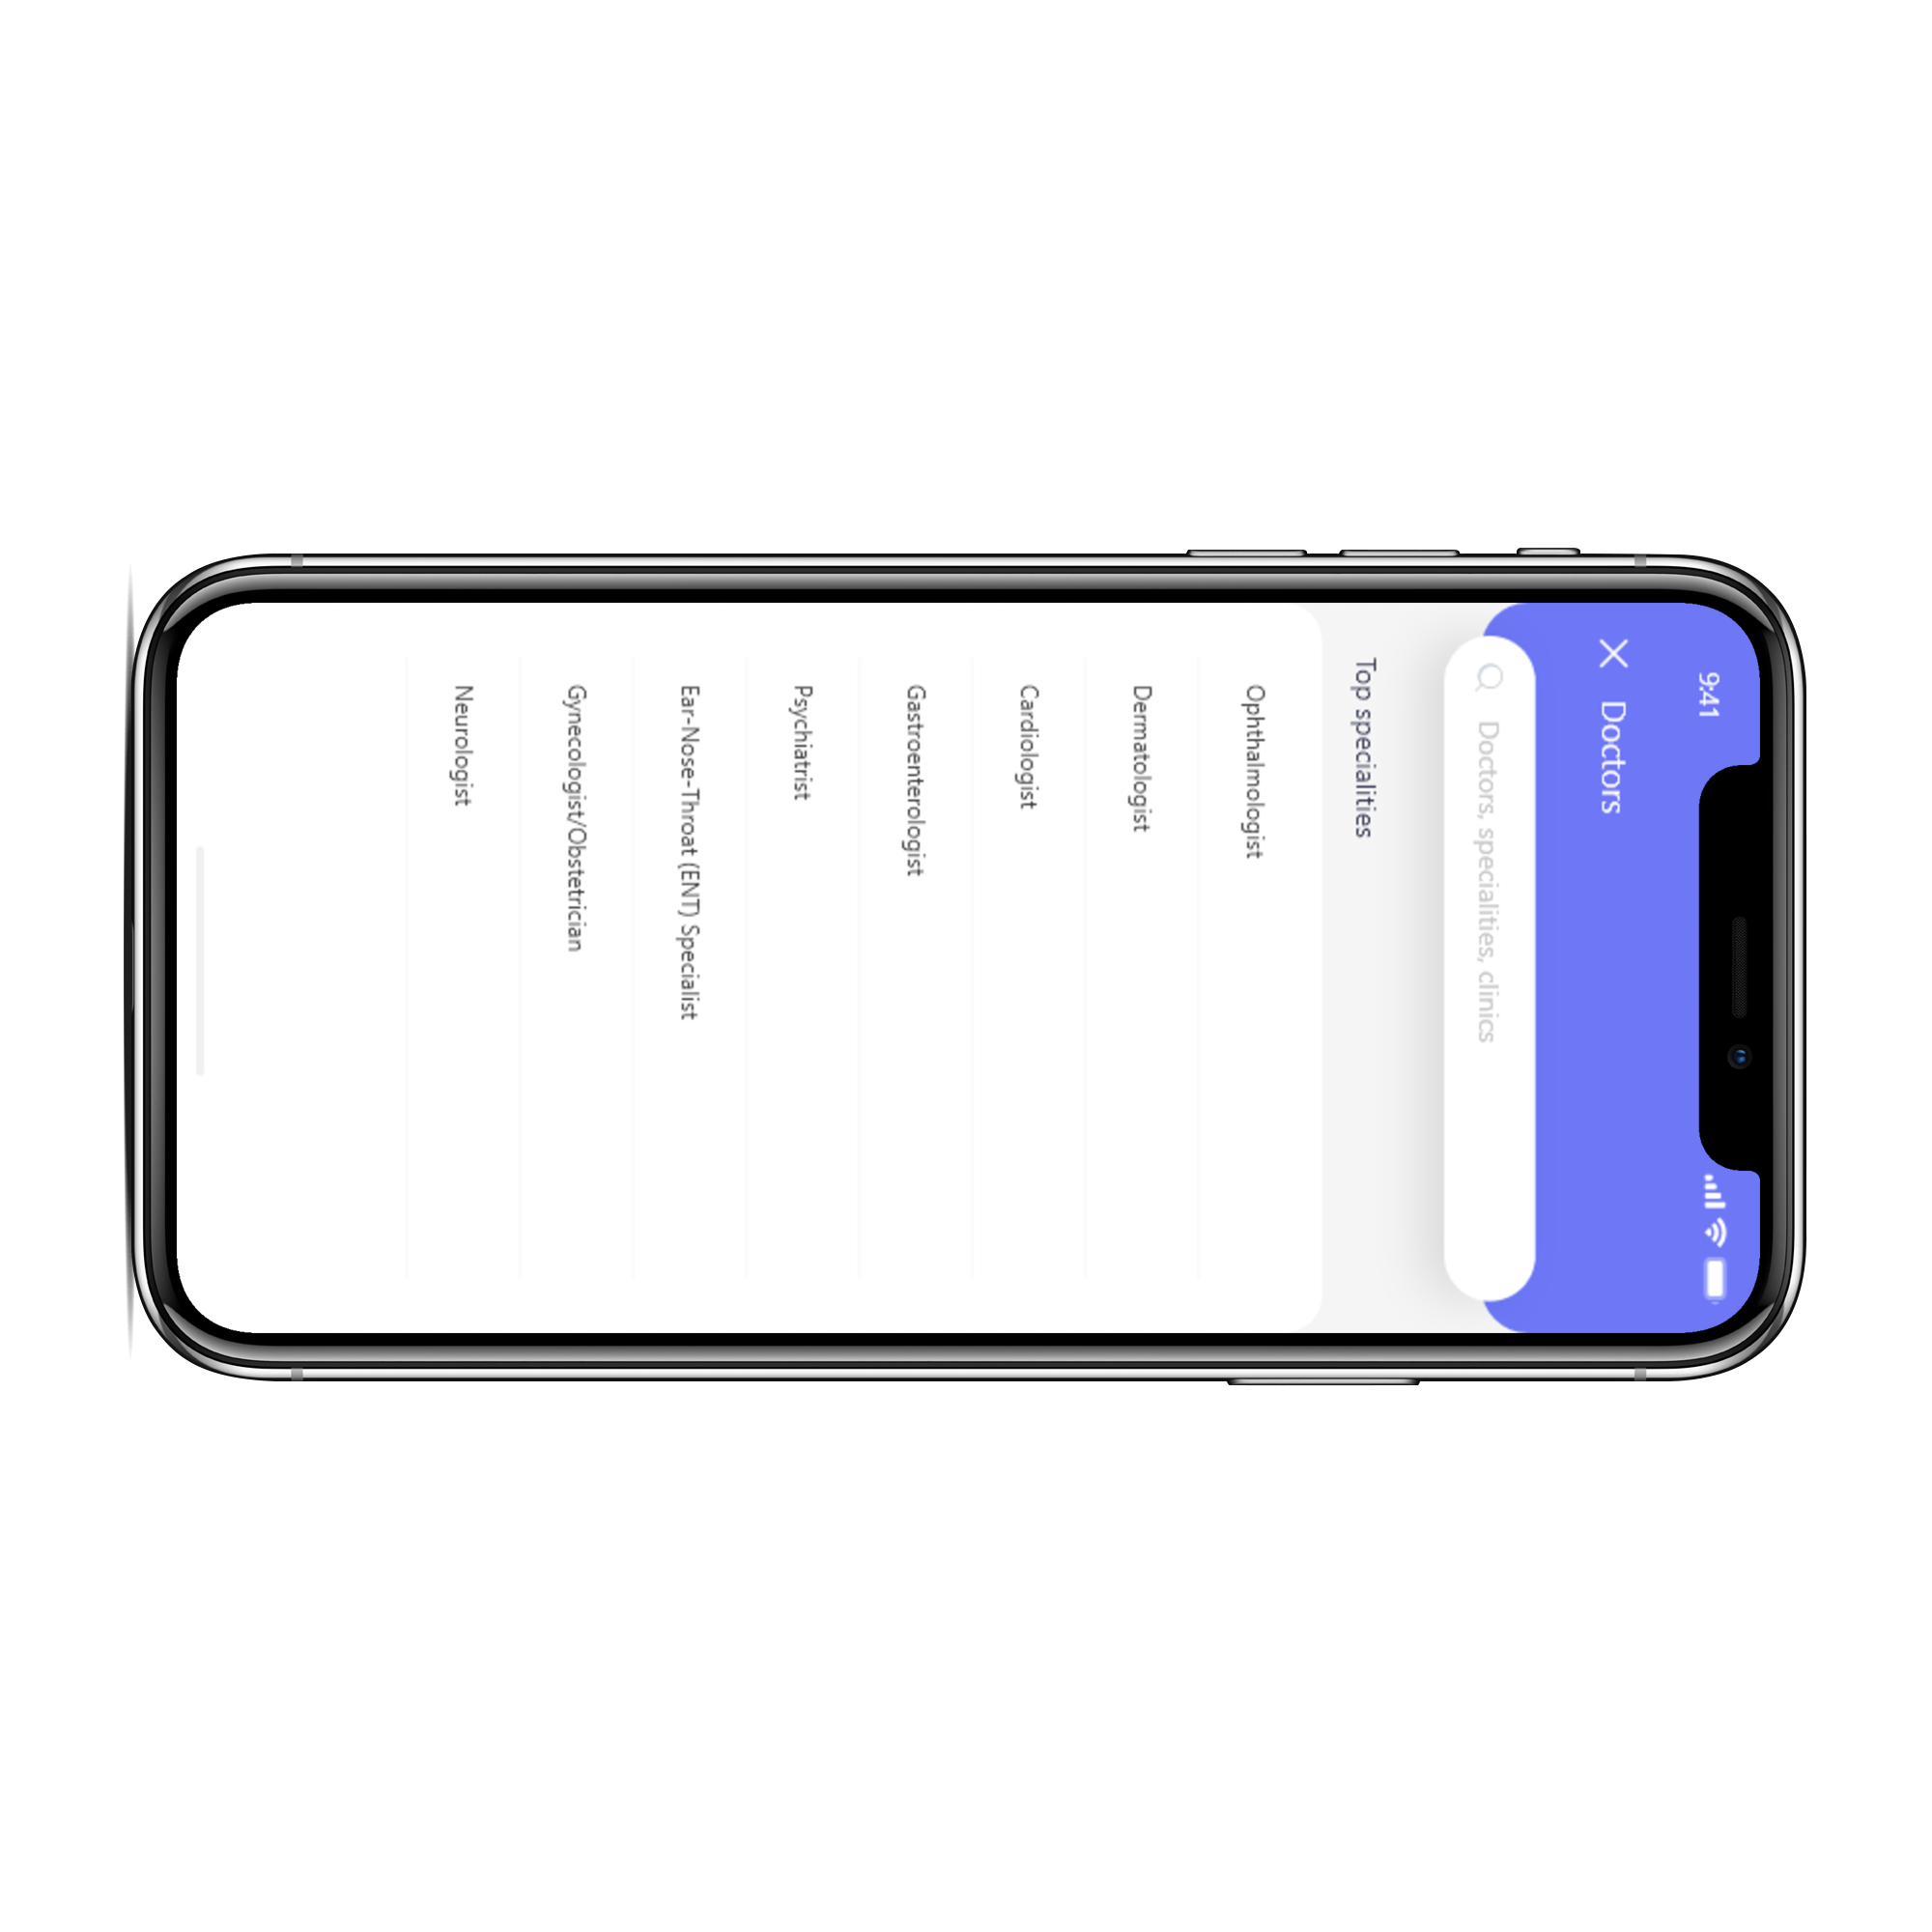 9:41
Doctors
Doctors, specialities, clinics
Top specialities
Ophthalmologist
Dermatologist
Cardiologist
Gastroenterologist
Psychiatrist
Ear-Nose-Throat (ENT) Specialist
Gynecologist/Obstetrician
Neurologist